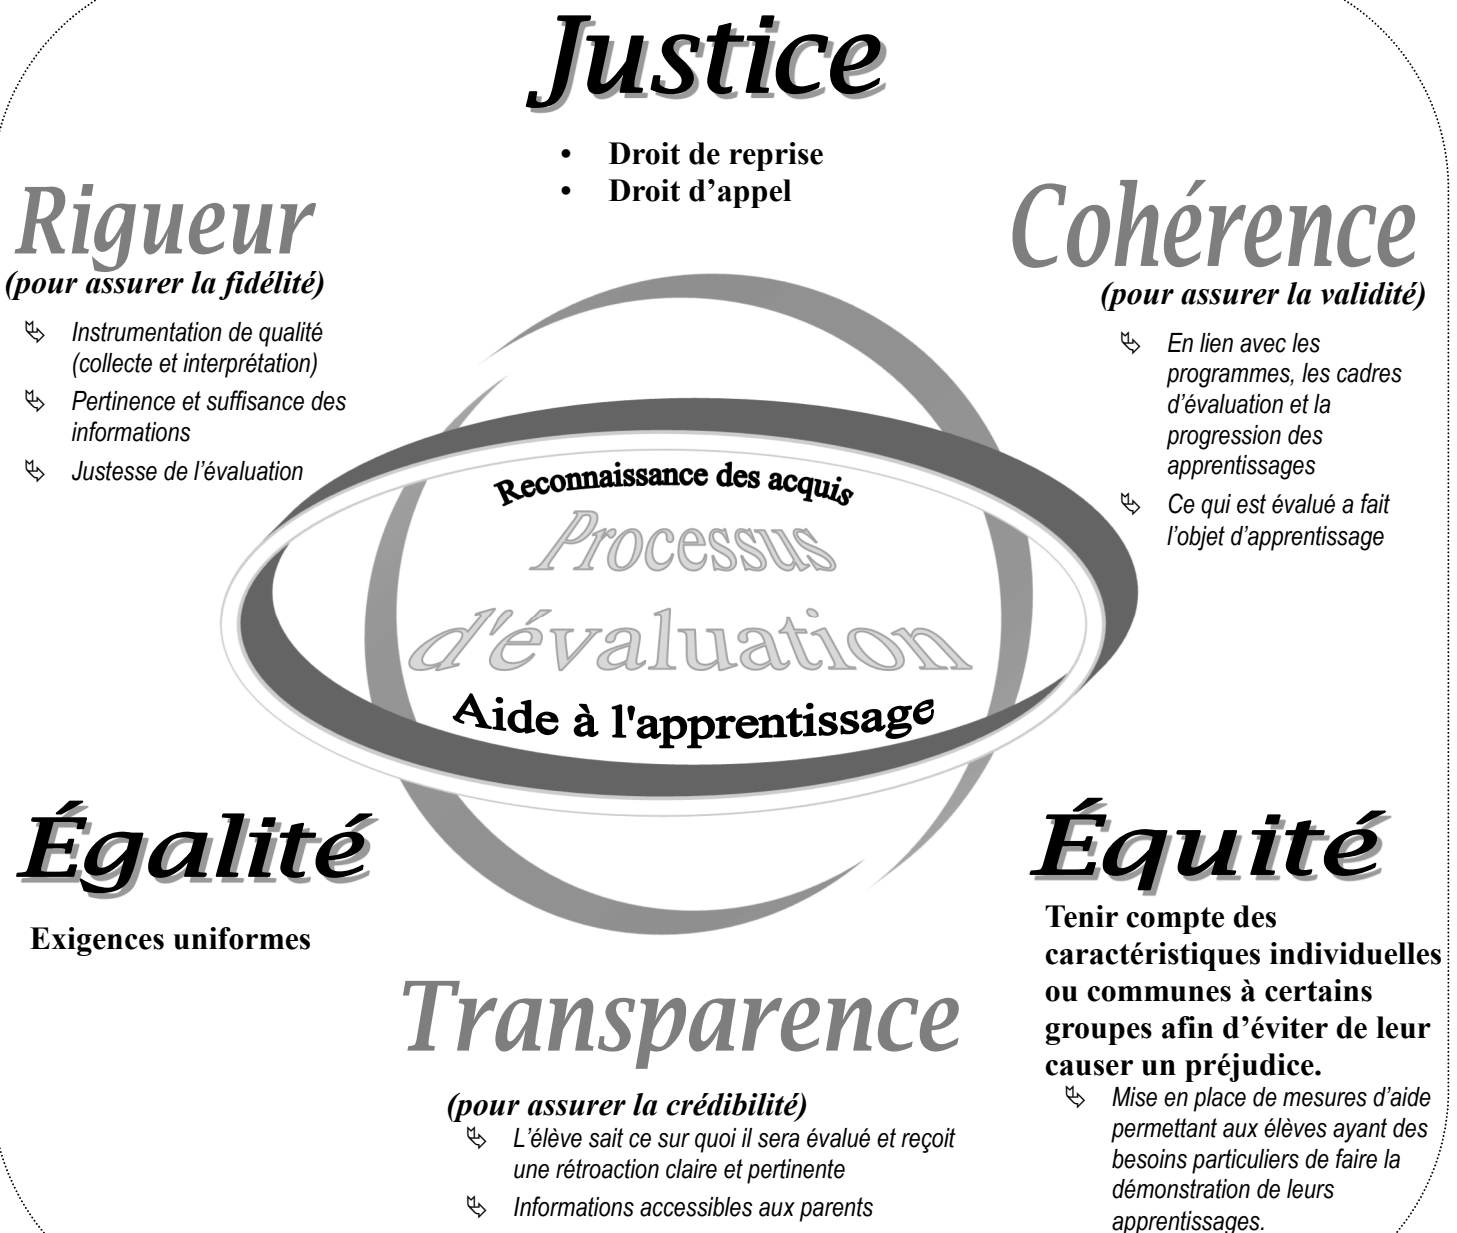 Justice
• Droit de reprise
• Droit d’appel
Rigueur
(pour assurer la fidélité)
Instrumentation de qualité
(collecte et interprétation)
Pertinence et suffisance des
informations
Justesse de l’évaluation
Cohérence
(pour assurer la validité)
En lien avec les
programmes, les cadres
d’évaluation et la
progression des
apprentissages
Ce qui est évalué a fait
l’objet d’apprentissage
Reconnaissance des acquis
Processus
d'évaluation
Aide à l'apprentissage
Égalité
Exigences uniformes
Équité
Tenir compte des
caractéristiques individuelles
ou communes à certains
groupes afin d’éviter de leur
causer un préjudice.
Mise en place de mesures d’aide
permettant aux élèves ayant des
besoins particuliers de faire la
démonstration de leurs
apprentissages.
Transparence
(pour assurer la crédibilité)
L’élève sait ce sur quoi il sera évalué et reçoit
une rétroaction claire et pertinente
Informations accessibles aux parents